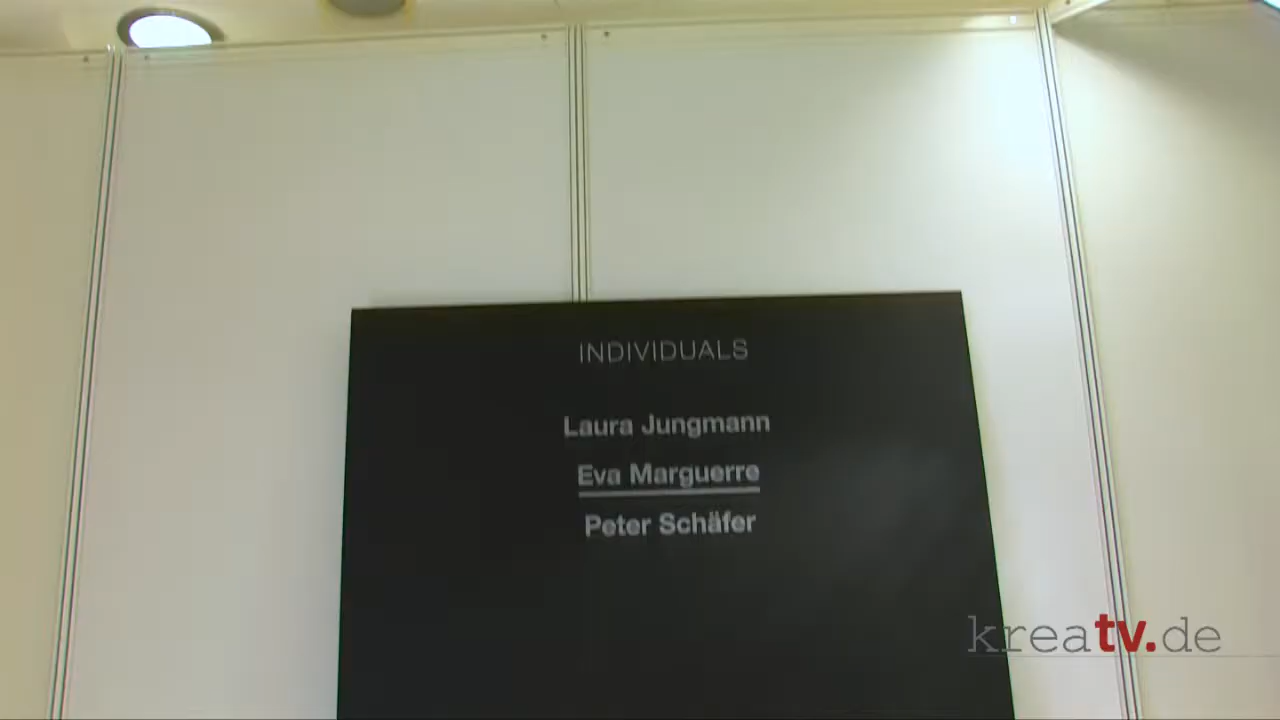 INDIVIDUALS
Laura Jungmann
Eva Marguerre
Peter Schäfer
kreatv.de